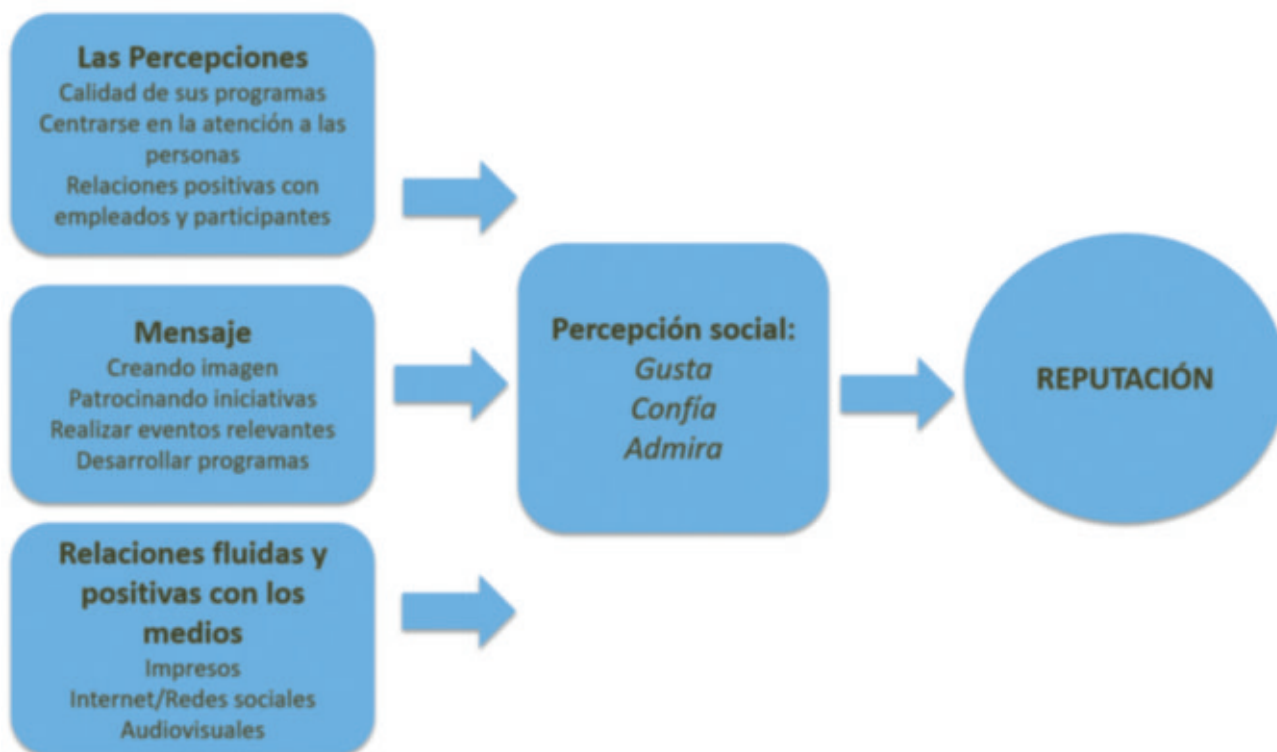 Las Percepciones
Calidad de sus programas
Centrarse en la atención a las
personas
Relaciones positivas con
empleados y participantes
Mensaje
Creando imagen
Patrocinando iniciativas
Realizar eventos relevantes
Desarrollar programas
Relaciones fluidas y
positivas con los
medios
Impresos
Internet/Redes sociales
Audiovisuales
Percepción social:
Gusta
Confía
Admira
REPUTACIÓN